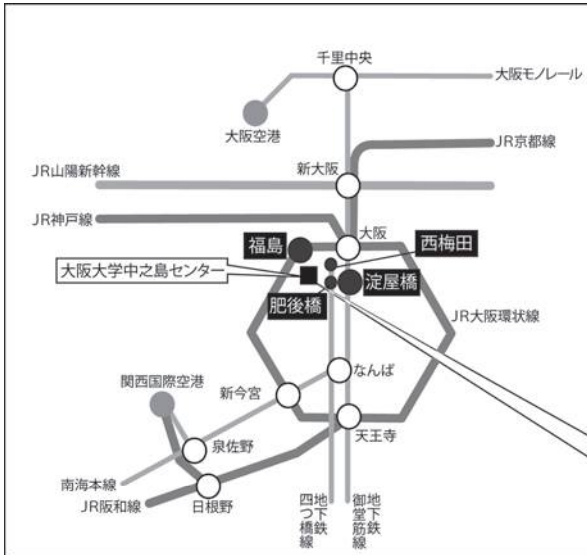 千里中央
大阪モノレール
大阪空港
JR京都線
新大阪
JR山陽新幹線
JR神戸線
大阪
西梅田
福島
大阪大学中之島センター
淀屋橋
肥後橋
JR大阪環状線
なんば
関西国際空港
新今宮
天王寺
泉佐野
南海本線
日根野
JR阪和線
地下鉄
四つ橋線
地下鉄
御堂筋線